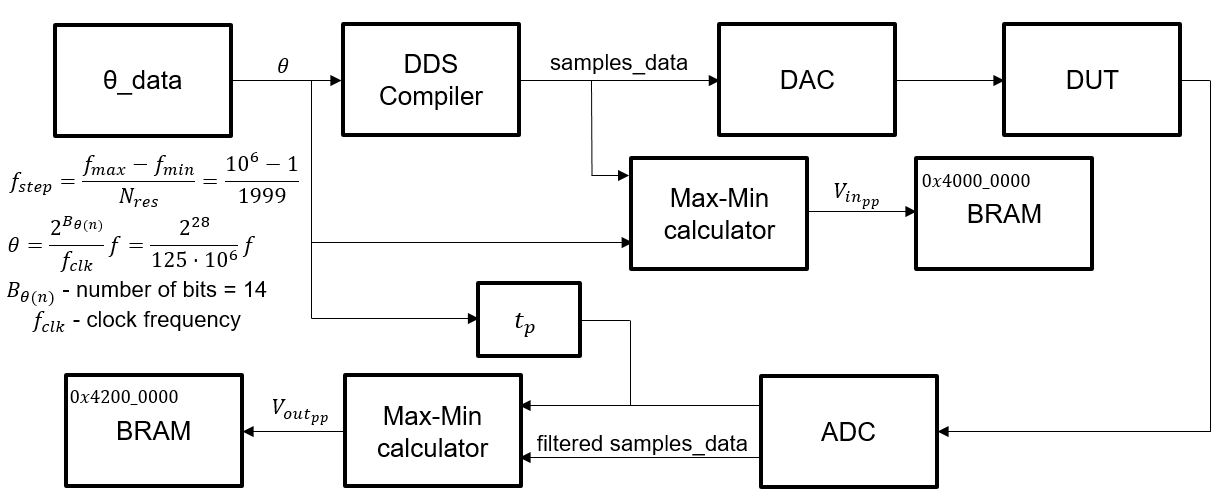 θ_data
θ
DDS
Compiler
samples_data
DAC
DUT
f_step = (f_max − f_min)/N_res = (10^6 − 1)/1999
θ = 2^(B_θ(n))/f_clk f = 2^28/(125 · 10^6) f
B_θ(n) - number of bits = 14
f_clk - clock frequency
Max-Min
calculator
V_in_pp
0x4000_0000
BRAM
t_p
0x4200_0000
BRAM
V_out_pp
Max-Min
calculator
filtered samples_data
ADC